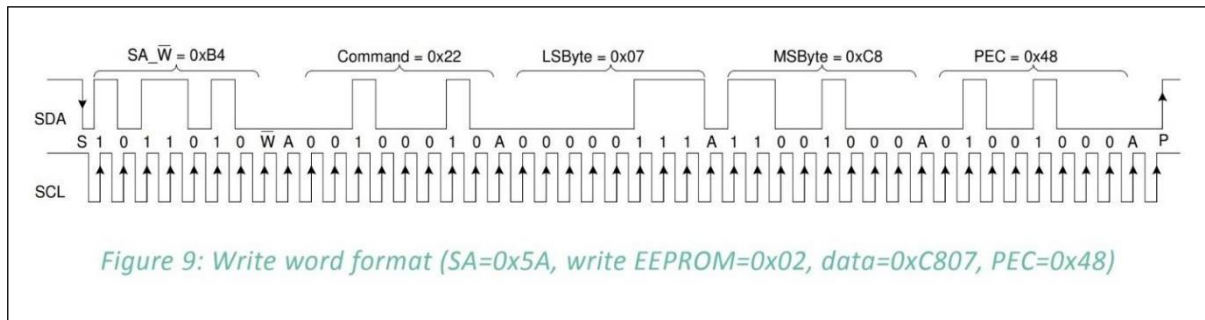 SA_W̅ = 0xB4 Command = 0x22 LSByte = 0x07 MSByte = 0xC8 PEC = 0x48
SDA
S 1 0 1 1 0 1 0 W̅ A 0 0 1 0 0 0 1 0 A 0 0 0 0 0 1 1 1 A 1 1 0 0 1 0 0 0 A 0 1 0 0 1 0 0 0 A P
SCL
Figure 9: Write word format (SA=0x5A, write EEPROM=0x02, data=0xC807, PEC=0x48)